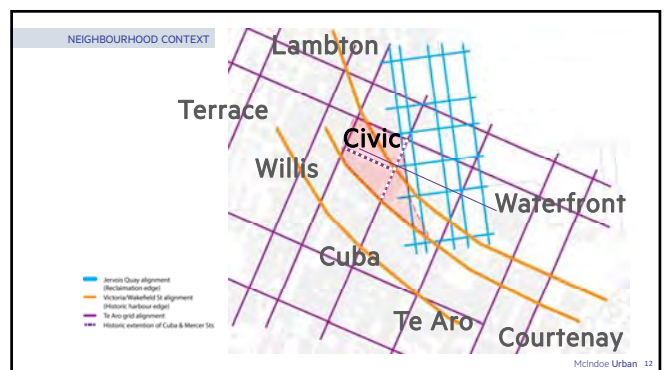 NEIGHBOURHOOD CONTEXT
Lambton
Terrace
Civic
Willis
Waterfront
Cuba
Te Aro
Courtenay
Jervois Quay alignment
(Reclamation edge)
Victoria/Wakefield St alignment
(Historic harbour edge)
Te Aro grid alignment
Historic extention of Cuba & Mercer Sts
McIndoe Urban 12